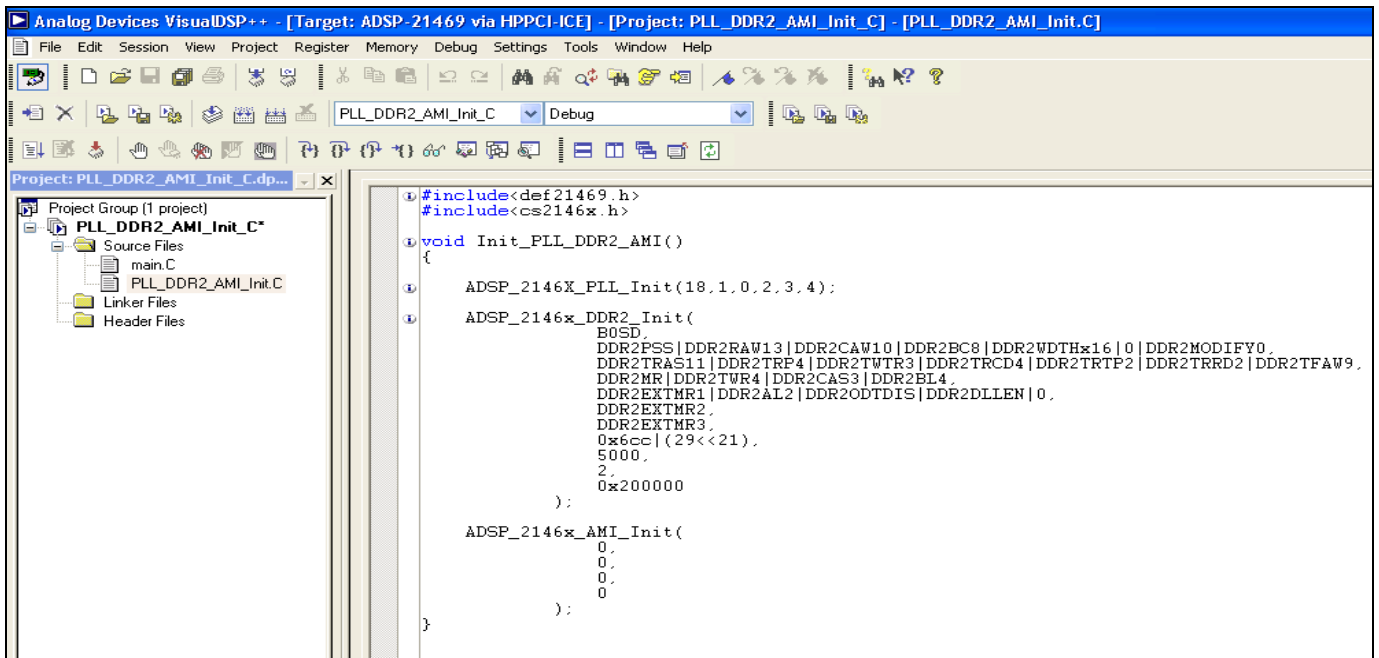 Analog Devices VisualDSP++ - [Target: ADSP-21469 via HPPCI-ICE] - [Project: PLL_DDR2_AMI_Init_C] - [PLL_DDR2_AMI_Init.C]
File Edit Session View Project Register Memory Debug Settings Tools Window Help
PLL_DDR2_AMI_Init_C Debug
Project: PLL_DDR2_AMI_Init_C.dp...
Project Group (1 project)
PLL_DDR2_AMI_Init_C*
Source Files
main.C
PLL_DDR2_AMI_Init.C
Linker Files
Header Files
#include<def21469.h>
#include<cs2146x.h>
void Init_PLL_DDR2_AMI()
{
ADSP_2146X_PLL_Init(18,1,0,2,3,4);
ADSP_2146x_DDR2_Init(
B0SD,
DDR2PSS|DDR2RAW13|DDR2CAW10|DDR2BC8|DDR2WDTHx16|0|DDR2MODIFY0,
DDR2TRAS11|DDR2TRP4|DDR2TWTR3|DDR2TRCD4|DDR2TRTP2|DDR2TRRD2|DDR2TFAW9,
DDR2MR|DDR2TWR4|DDR2CAS3|DDR2BL4,
DDR2EXTMR1|DDR2AL2|DDR2ODTDIS|DDR2DLLEN|0,
DDR2EXTMR2,
DDR2EXTMR3,
0x6cc|(29<<21),
5000,
2,
0x200000
);
ADSP_2146x_AMI_Init(
0,
0,
0,
0
);
}